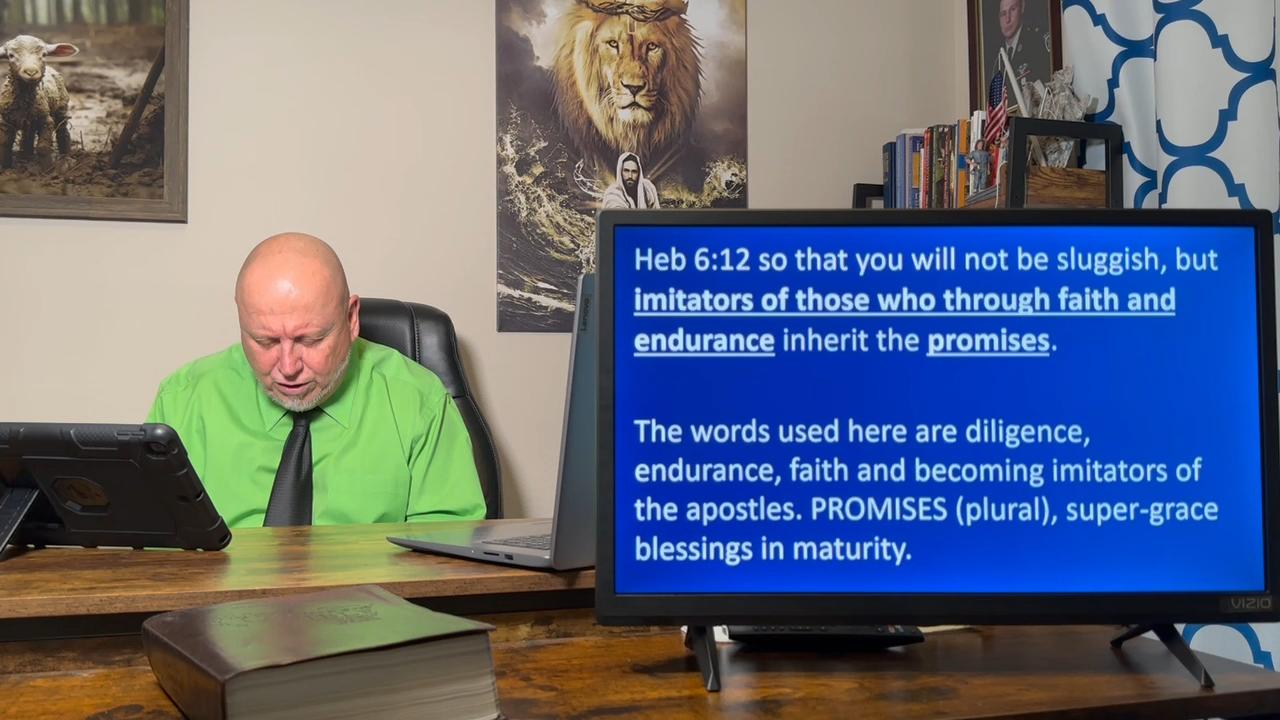 Heb 6:12 so that you will not be sluggish, but
imitators of those who through faith and
endurance inherit the promises.
The words used here are diligence,
endurance, faith and becoming imitators of
the apostles. PROMISES (plural), super-grace
blessings in maturity.
Lenovo
VIZIO